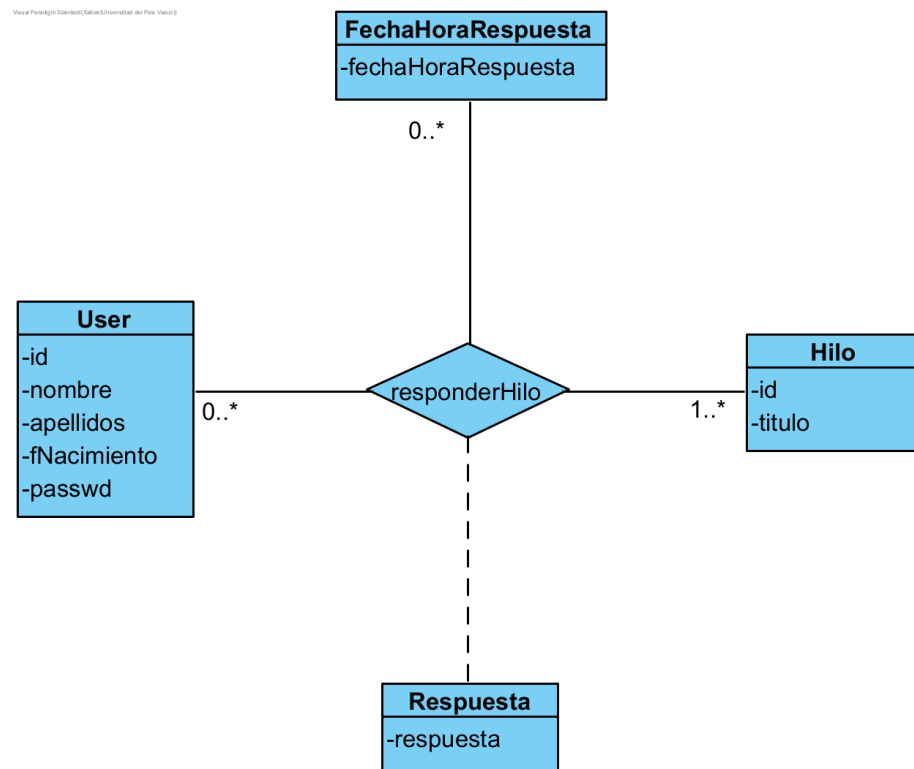 Visual Paradigm Standard(Xabier(Universidad del País Vasco))
FechaHoraRespuesta
-fechaHoraRespuesta
0..*
User
-id
-nombre
-apellidos
-fNacimiento
-passwd
0..*
responderHilo
1..*
Hilo
-id
-titulo
Respuesta
-respuesta